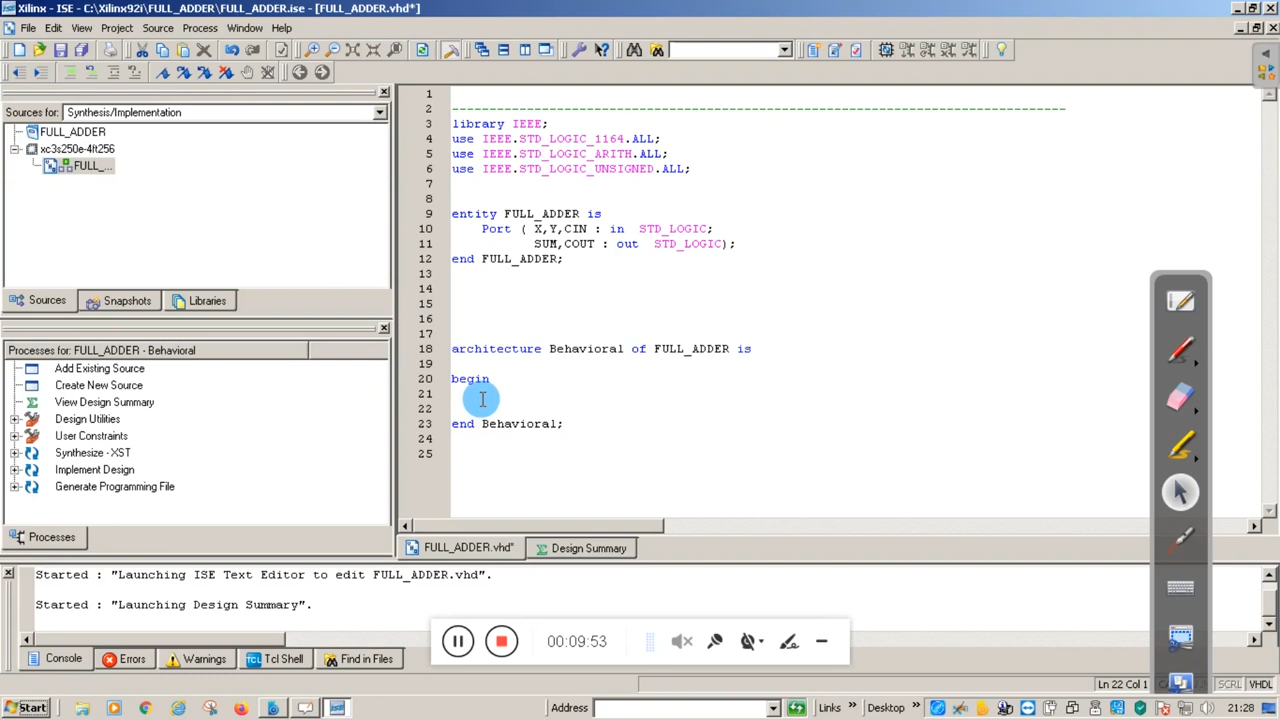 Xilinx - ISE - C:\Xilinx92i\FULL_ADDER\FULL_ADDER.ise - [FULL_ADDER.vhd*]
File Edit View Project Source Process Window Help
Sources for: Synthesis/Implementation
FULL_ADDER
xc3s250e-4ft256
FULL_...
Sources Snapshots Libraries
Processes for: FULL_ADDER - Behavioral
Add Existing Source
Create New Source
View Design Summary
Design Utilities
User Constraints
Synthesize - XST
Implement Design
Generate Programming File
Processes
1
2 ----------------------------------------------------------------------------------
3 library IEEE;
4 use IEEE.STD_LOGIC_1164.ALL;
5 use IEEE.STD_LOGIC_ARITH.ALL;
6 use IEEE.STD_LOGIC_UNSIGNED.ALL;
7
8
9 entity FULL_ADDER is
10 Port ( X,Y,CIN : in STD_LOGIC;
11 SUM,COUT : out STD_LOGIC);
12 end FULL_ADDER;
13
14
15
16
17
18 architecture Behavioral of FULL_ADDER is
19
20 begin
21
22
23 end Behavioral;
24
25
FULL_ADDER.vhd* Design Summary
Started : "Launching ISE Text Editor to edit FULL_ADDER.vhd".
Started : "Launching Design Summary".
00:09:53
Console Errors Warnings Tcl Shell Find in Files
Ln 22 Col 1 SCRL VHDL
Start Address Links » Desktop » 21:28